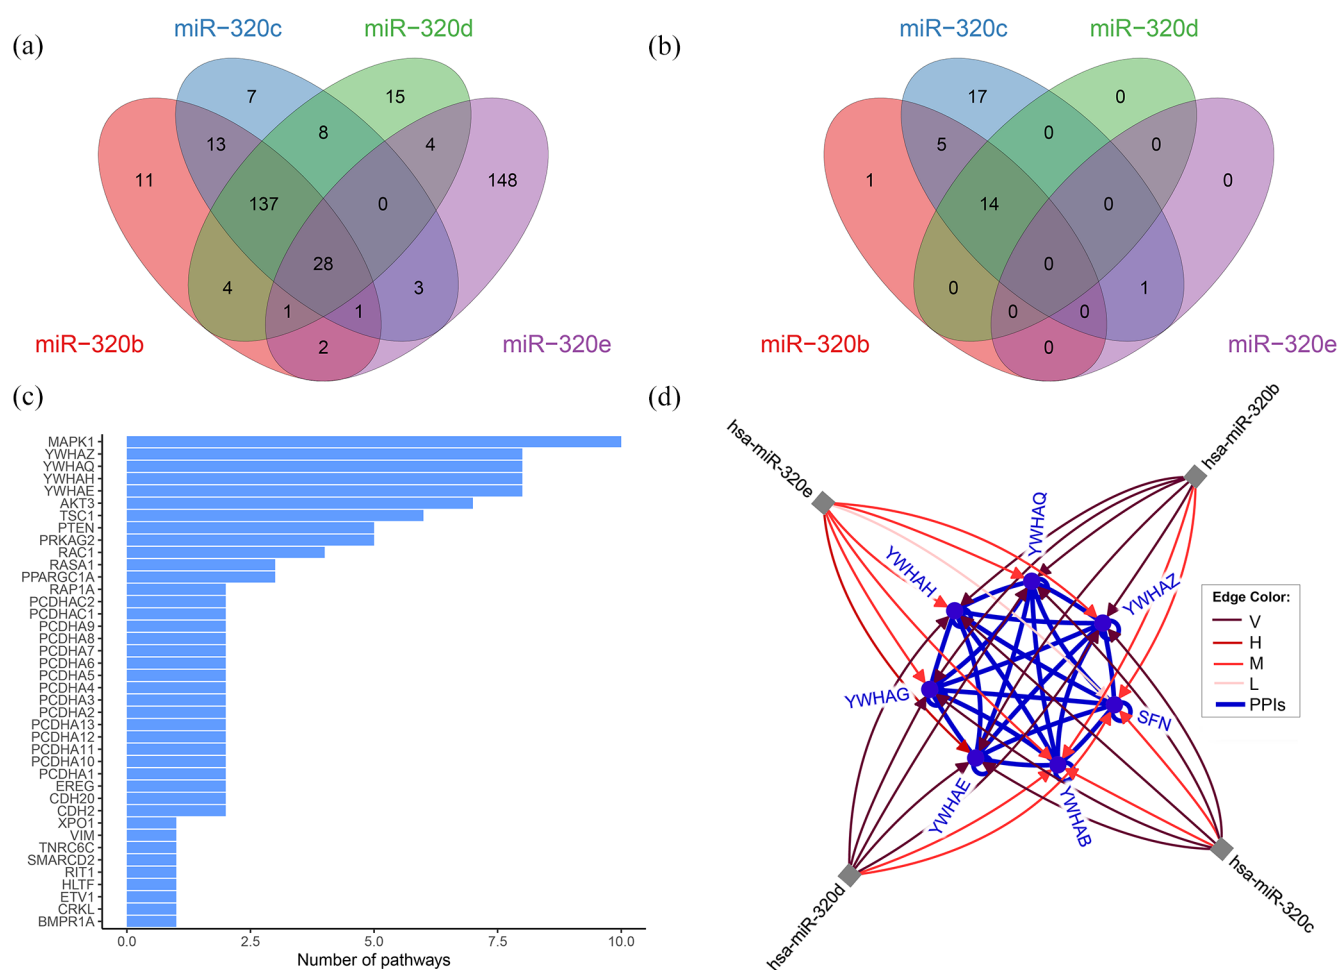 (a)
miR−320c
miR−320d
7
15
13
8
4
11
148
137
0
28
4
3
1
1
2
miR−320b
miR−320e
(b)
miR−320c
miR−320d
17
0
5
0
0
1
0
14
0
0
0
1
0
0
0
miR−320b
miR−320e
(c)
MAPK1
YWHAZ
YWHAQ
YWHAH
YWHAE
AKT3
TSC1
PTEN
PRKAG2
RAC1
RASA1
PPARGC1A
RAP1A
PCDHAC2
PCDHAC1
PCDHA9
PCDHA8
PCDHA7
PCDHA6
PCDHA5
PCDHA4
PCDHA3
PCDHA2
PCDHA13
PCDHA12
PCDHA11
PCDHA10
PCDHA1
EREG
CDH20
CDH2
XPO1
VIM
TNRC6C
SMARCD2
RIT1
HLTF
ETV1
CRKL
BMPR1A
0.0
2.5
5.0
7.5
10.0
Number of pathways
(d)
hsa-miR-320e
hsa-miR-320b
YWHAQ
YWHAH
YWHAZ
YWHAG
SFN
YWHAE
YWHAB
hsa-miR-320d
hsa-miR-320c
Edge Color:
V
H
M
L
PPIs